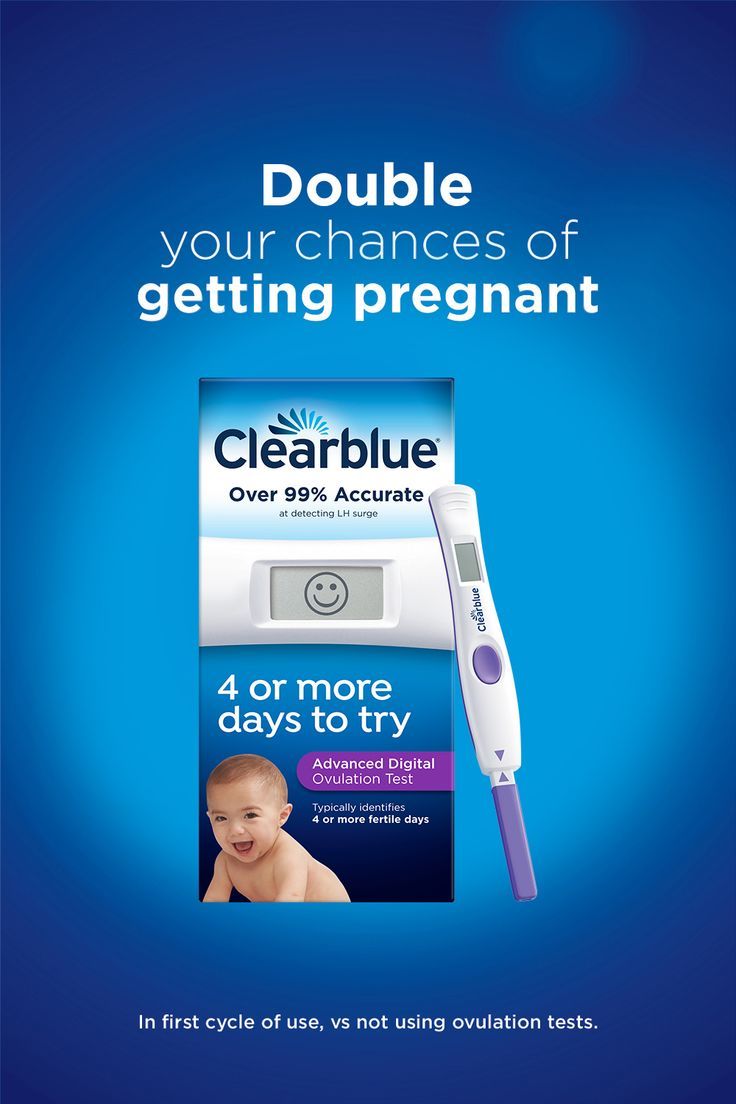 Double
your chances of
getting pregnant
Clearblue®
Over 99% Accurate
at detecting LH surge
4 or more
days to try
Advanced Digital
Ovulation Test
Typically identifies
4 or more fertile days
Clearblue
In first cycle of use, vs not using ovulation tests.